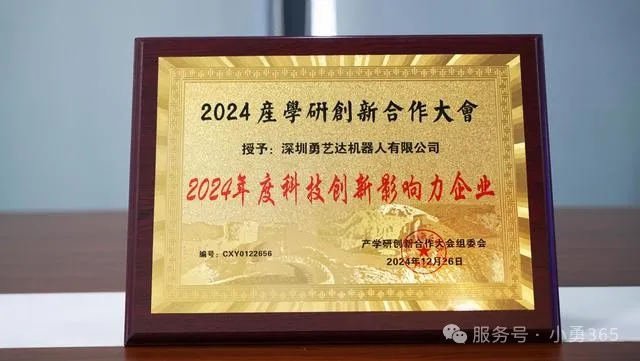 2024産學研創新合作大會
授予：深圳勇艺达机器人有限公司
2024年度科技创新影响力企业
产学研创新合作大会组委会
编号：CXY0122656
2024年12月26日
服务号·小勇365